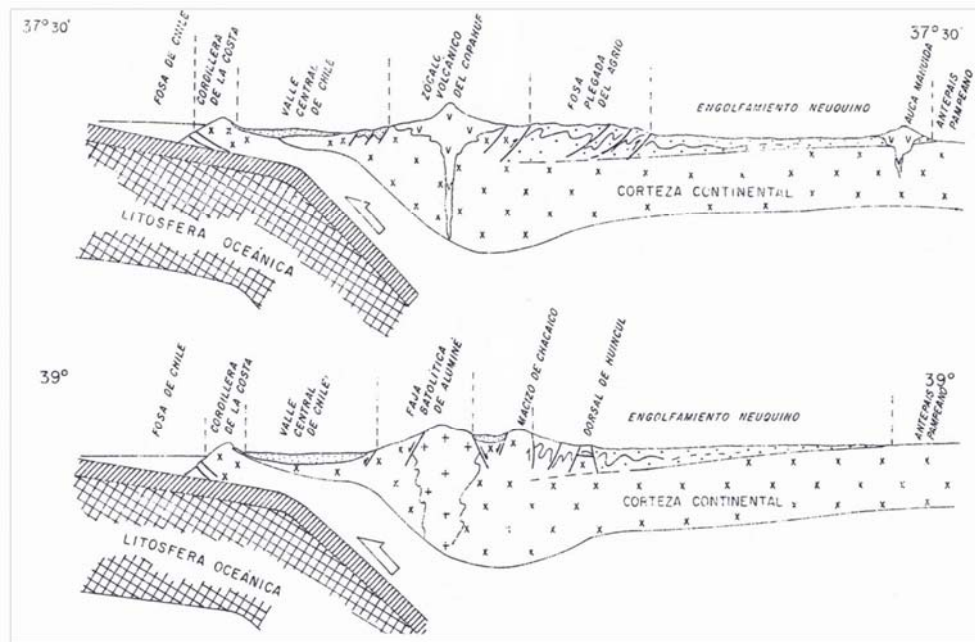 37° 30'
37° 30'
FOSA DE CHILE
CORDILLERA
DE LA COSTA
VALLE
CENTRAL
DE CHILE
ZOCALO
VOLCANICO
DEL COPAHUE
FOSA
PLEGADA
DEL AGRIO
ENGOLFAMIENTO NEUQUINO
AUCA MAHUIDA
ANTEPAIS
PAMPEANO
CORTEZA CONTINENTAL
LITOSFERA OCEÁNICA
39°
39°
FOSA DE CHILE
CORDILLERA
DE LA COSTA
VALLE
CENTRAL
DE CHILE
FAJA
BATOLÍTICA
DE ALUMINÉ
MACIZO DE CHACAICO
DORSAL DE HUINCUL
ENGOLFAMIENTO NEUQUINO
ANTEPAIS
PAMPEANO
CORTEZA CONTINENTAL
LITOSFERA OCEÁNICA